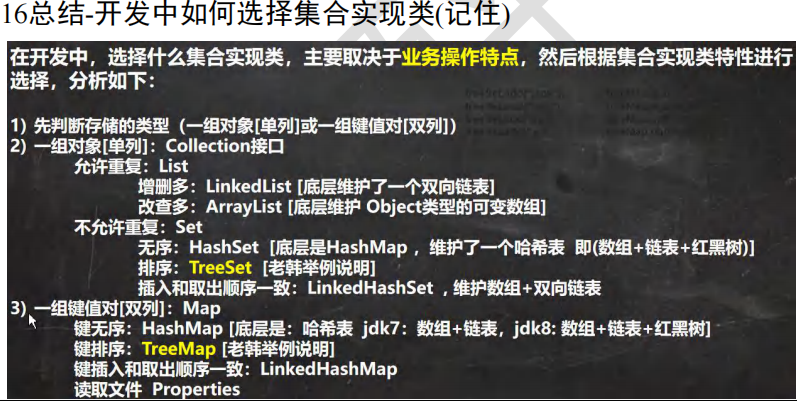 16总结-开发中如何选择集合实现类(记住)
在开发中，选择什么集合实现类，主要取决于业务操作特点，然后根据集合实现类特性进行
选择，分析如下：
1) 先判断存储的类型（一组对象[单列]或一组键值对[双列]）
2) 一组对象[单列]：Collection接口
允许重复：List
增删多：LinkedList [底层维护了一个双向链表]
改查多：ArrayList [底层维护 Object类型的可变数组]
不允许重复：Set
无序：HashSet [底层是HashMap ，维护了一个哈希表 即(数组+链表+红黑树)]
排序：TreeSet [老韩举例说明]
插入和取出顺序一致：LinkedHashSet , 维护数组+双向链表
3) 一组键值对[双列]：Map
键无序：HashMap [底层是：哈希表 jdk7：数组+链表，jdk8: 数组+链表+红黑树]
键排序：TreeMap [老韩举例说明]
键插入和取出顺序一致：LinkedHashMap
读取文件 Properties